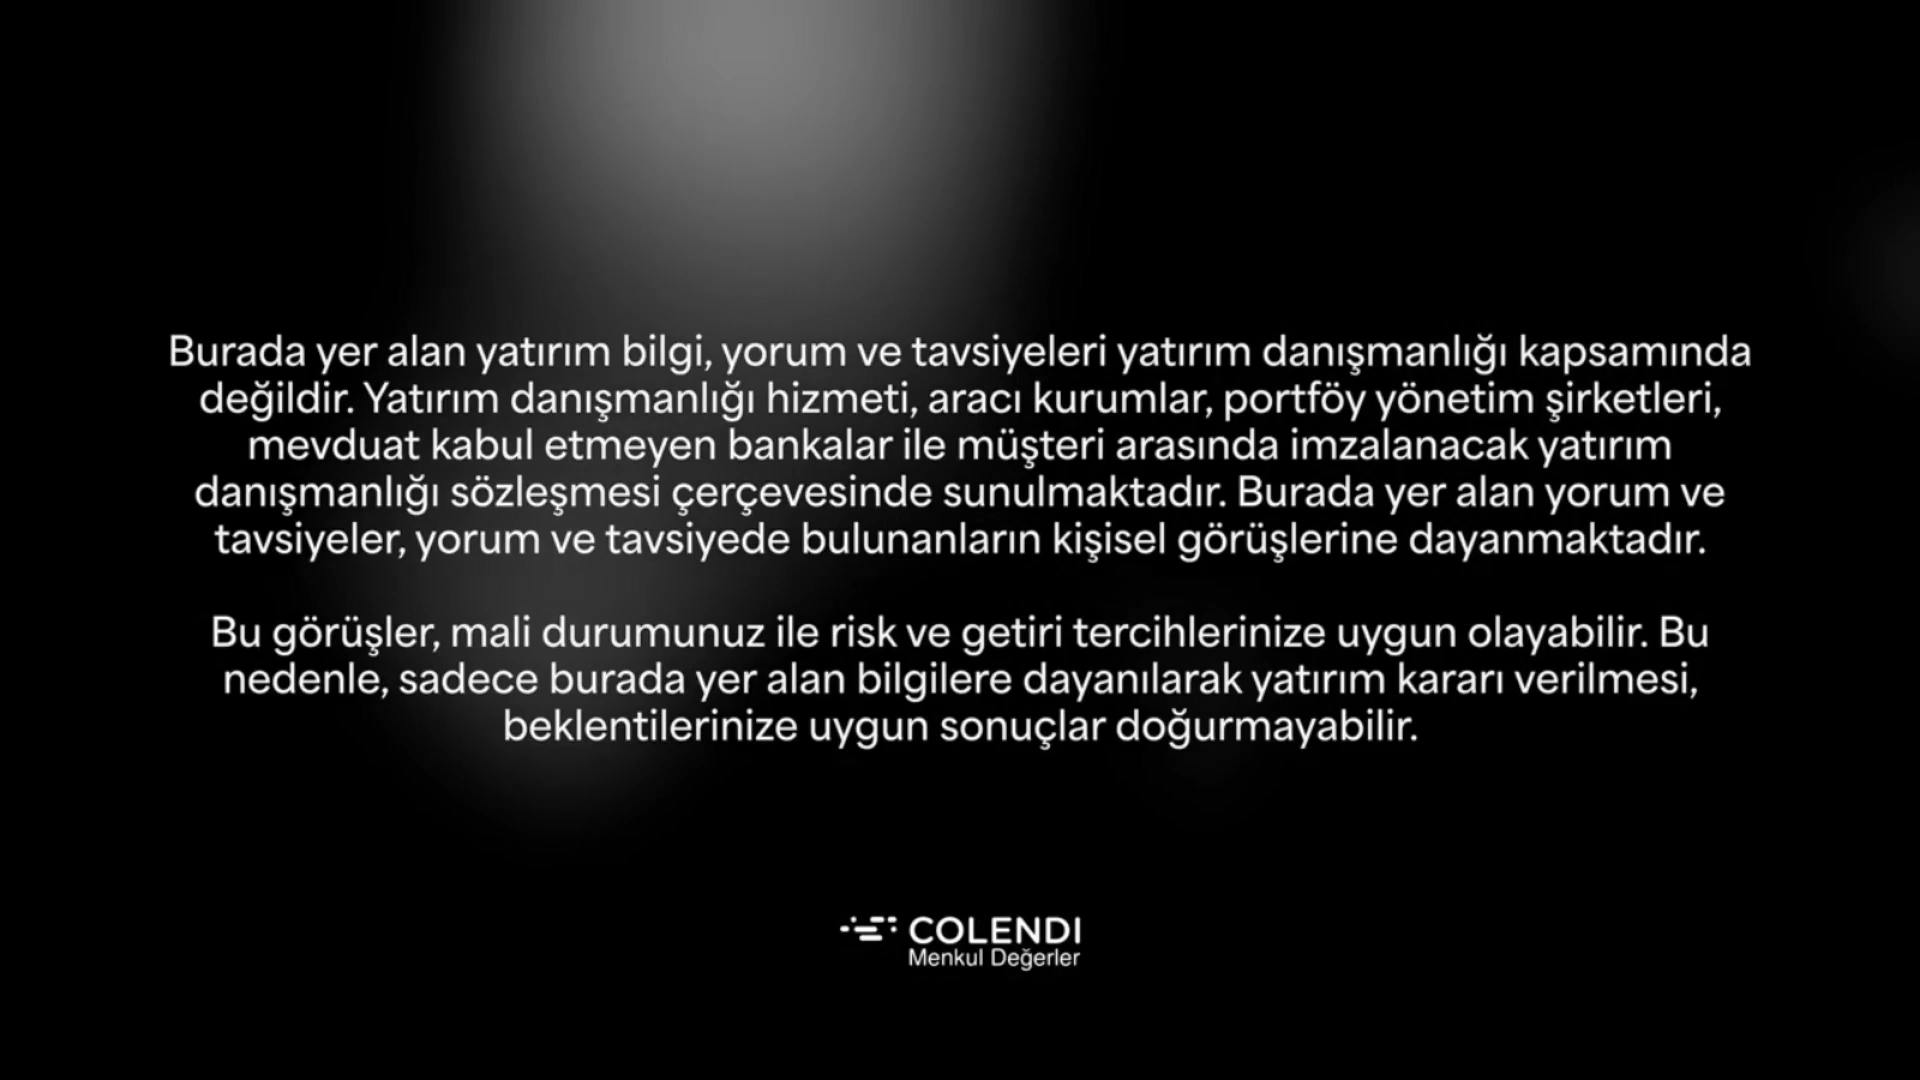 Burada yer alan yatırım bilgi, yorum ve tavsiyeleri yatırım danışmanlığı kapsamında
değildir. Yatırım danışmanlığı hizmeti, aracı kurumlar, portföy yönetim şirketleri,
mevduat kabul etmeyen bankalar ile müşteri arasında imzalanacak yatırım
danışmanlığı sözleşmesi çerçevesinde sunulmaktadır. Burada yer alan yorum ve
tavsiyeler, yorum ve tavsiyede bulunanların kişisel görüşlerine dayanmaktadır.
Bu görüşler, mali durumunuz ile risk ve getiri tercihlerinize uygun olayabilir. Bu
nedenle, sadece burada yer alan bilgilere dayanılarak yatırım kararı verilmesi,
beklentilerinize uygun sonuçlar doğurmayabilir.
COLENDI
Menkul Değerler